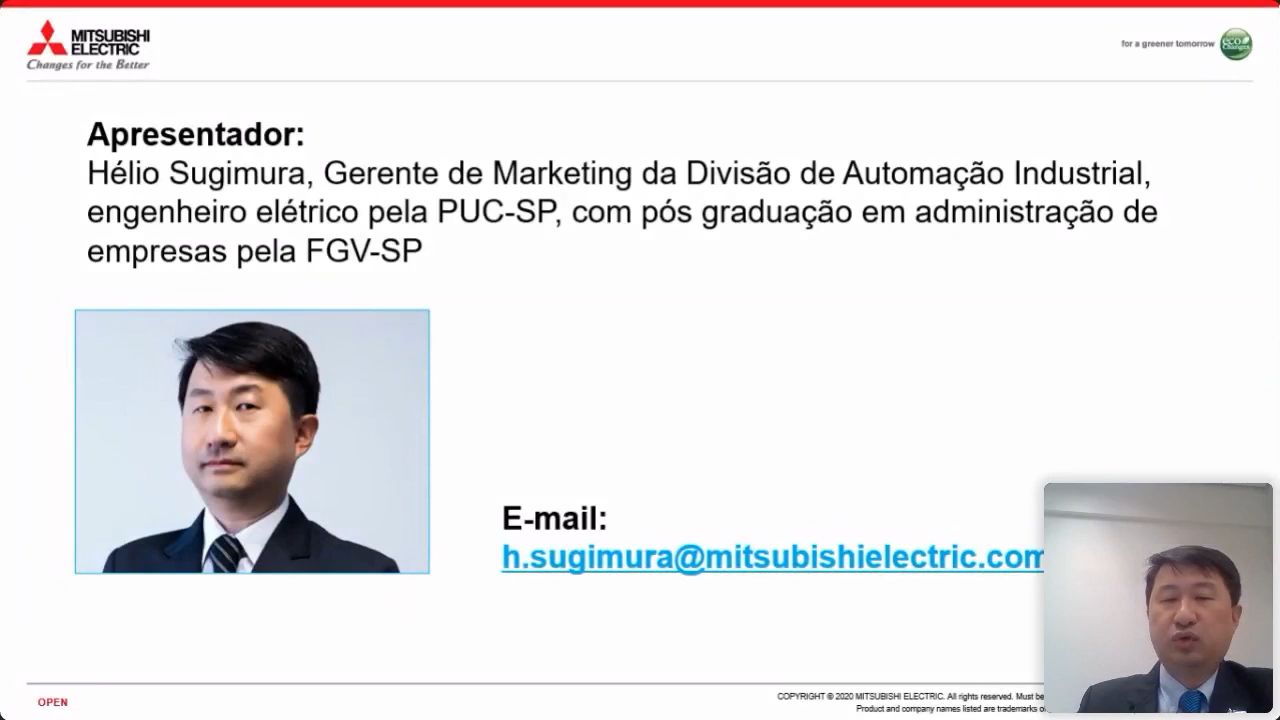 MITSUBISHI
ELECTRIC
Changes for the Better
for a greener tomorrow
eco
Changes
Apresentador:
Hélio Sugimura, Gerente de Marketing da Divisão de Automação Industrial,
engenheiro elétrico pela PUC-SP, com pós graduação em administração de
empresas pela FGV-SP
E-mail:
h.sugimura@mitsubishielectric.com
OPEN
COPYRIGHT © 2020 MITSUBISHI ELECTRIC. All rights reserved. Must be
Product and company names listed are trademarks